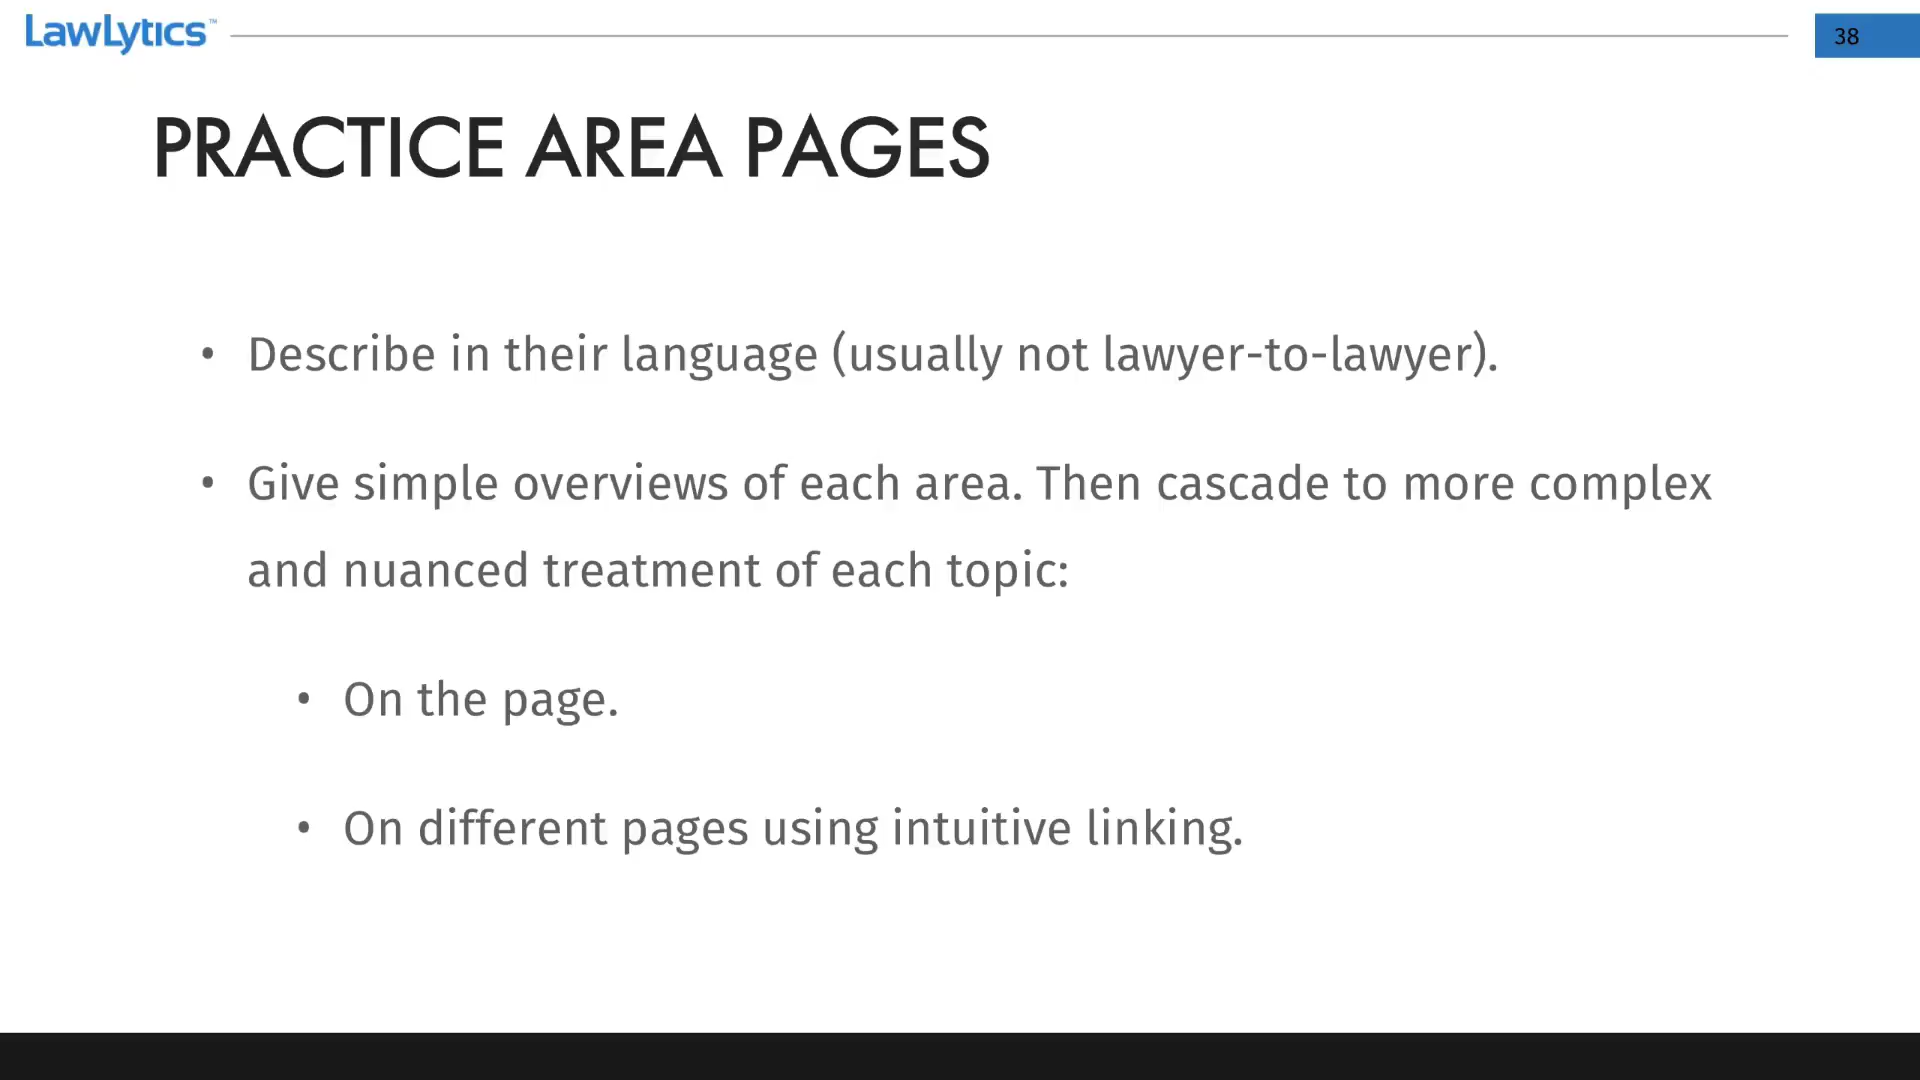 LawLytics™
38
PRACTICE AREA PAGES
• Describe in their language (usually not lawyer-to-lawyer).
• Give simple overviews of each area. Then cascade to more complex
and nuanced treatment of each topic:
• On the page.
• On different pages using intuitive linking.